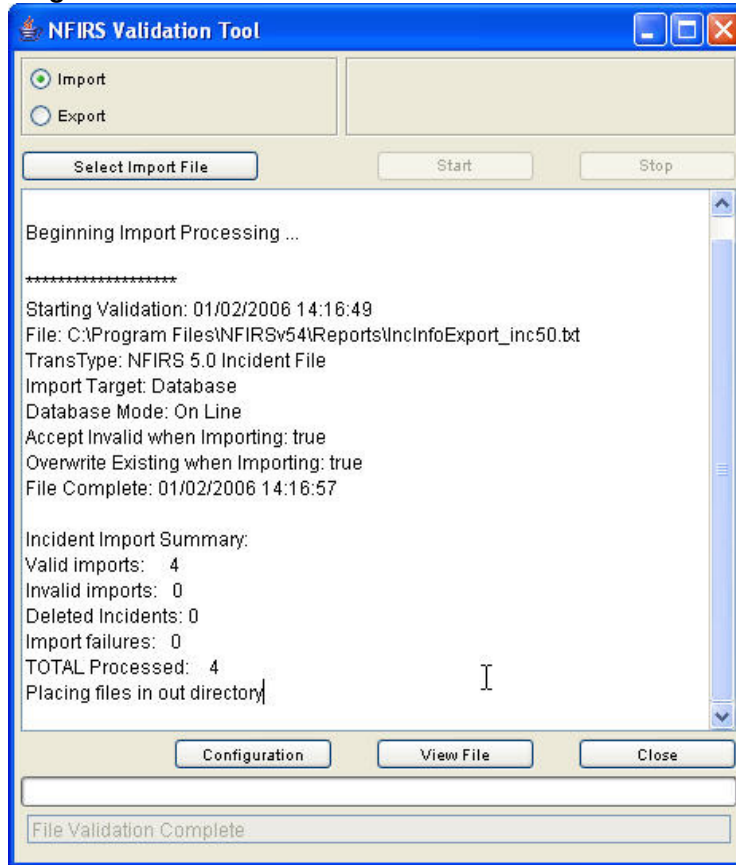 NFIRS Validation Tool
Import
Export
Select Import File
Start
Stop
Beginning Import Processing ...
*******************
Starting Validation: 01/02/2006 14:16:49
File: C:\Program Files\NFIRSv54\Reports\IncInfoExport_inc50.txt
TransType: NFIRS 5.0 Incident File
Import Target: Database
Database Mode: On Line
Accept Invalid when Importing: true
Overwrite Existing when Importing: true
File Complete: 01/02/2006 14:16:57
Incident Import Summary:
Valid imports: 4
Invalid imports: 0
Deleted Incidents: 0
Import failures: 0
TOTAL Processed: 4
Placing files in out directory
Configuration
View File
Close
File Validation Complete